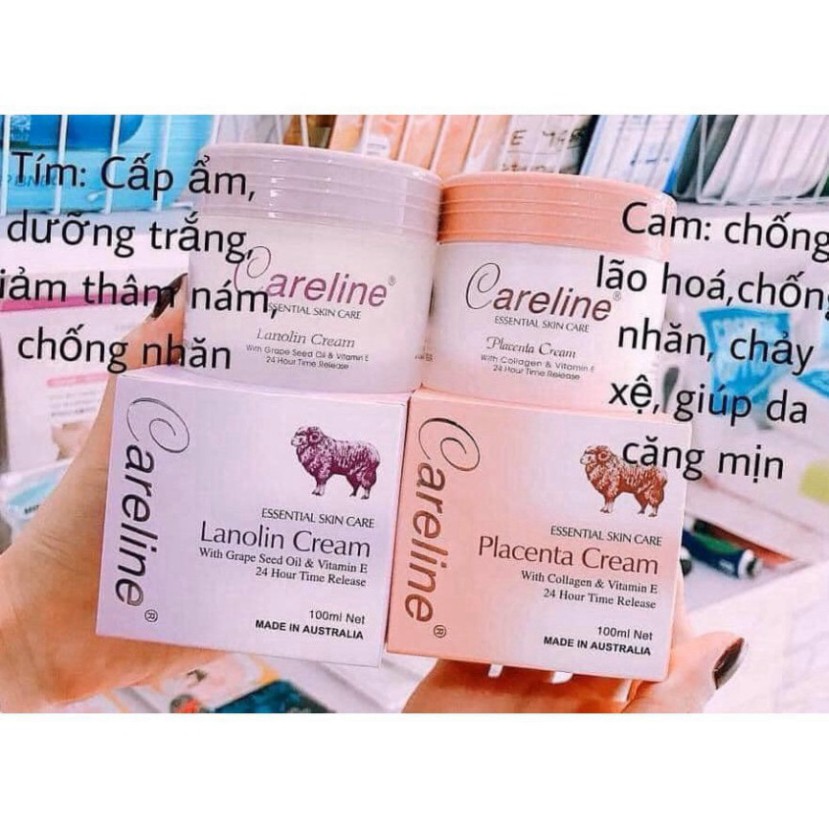 Tím: Cấp ẩm,
dưỡng trắng,
iảm thâm nám,
chống nhăn
Cam: chống
lão hoá,chống
nhăn, chảy
xệ, giúp da
căng mịn
Careline®
ESSENTIAL SKIN CARE
Lanolin Cream
With Grape Seed Oil & Vitamin E
24 Hour Time Release
Careline®
ESSENTIAL SKIN CARE
Placenta Cream
With Collagen & Vitamin E
24 Hour Time Release
Careline®
ESSENTIAL SKIN CARE
Lanolin Cream
With Grape Seed Oil & Vitamin E
24 Hour Time Release
100ml Net
MADE IN AUSTRALIA
Careline®
ESSENTIAL SKIN CARE
Placenta Cream
With Collagen & Vitamin E
24 Hour Time Release
100ml Net
MADE IN AUSTRALIA